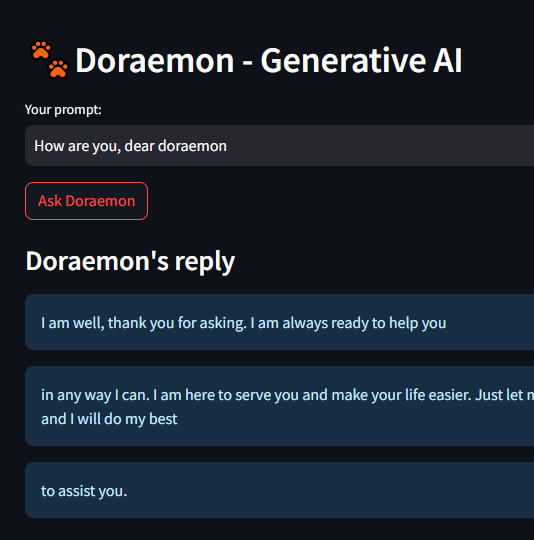 Doraemon - Generative AI
Your prompt:
How are you, dear doraemon
Ask Doraemon
Doraemon's reply
I am well, thank you for asking. I am always ready to help you
in any way I can. I am here to serve you and make your life easier. Just let
and I will do my best
to assist you.